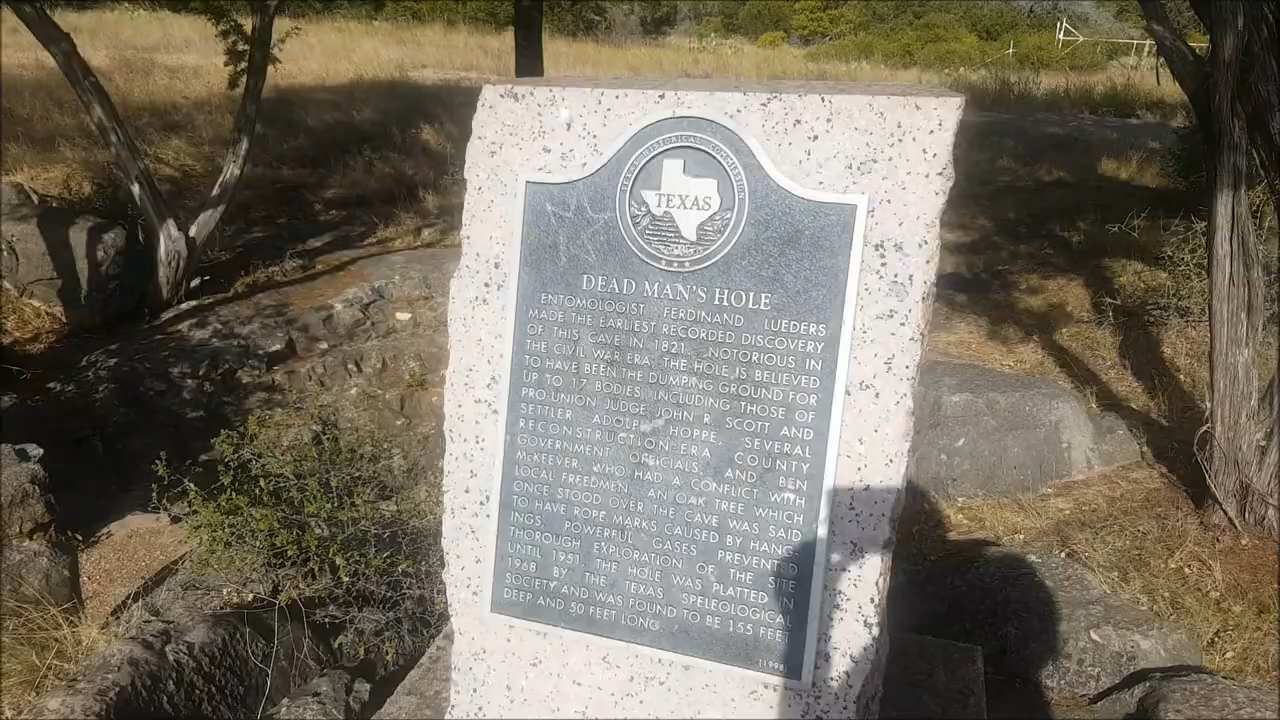 TEXAS HISTORICAL COMMISSION
TEXAS
DEAD MAN'S HOLE
ENTOMOLOGIST FERDINAND LUEDERS
MADE THE EARLIEST RECORDED DISCOVERY
OF THIS CAVE IN 1821. NOTORIOUS IN
THE CIVIL WAR ERA, THE HOLE IS BELIEVED
TO HAVE BEEN THE DUMPING GROUND FOR
UP TO 17 BODIES, INCLUDING THOSE OF
PRO-UNION JUDGE JOHN R. SCOTT AND
SETTLER ADOLPH HOPPE, SEVERAL
RECONSTRUCTION-ERA COUNTY
GOVERNMENT OFFICIALS, AND BEN
McKEEVER, WHO HAD A CONFLICT WITH
LOCAL FREEDMEN. AN OAK TREE WHICH
ONCE STOOD OVER THE CAVE WAS SAID
TO HAVE ROPE MARKS CAUSED BY HANG-
INGS. POWERFUL GASES PREVENTED
THOROUGH EXPLORATION OF THE SITE
UNTIL 1951. THE HOLE WAS PLATTED IN
1968 BY THE TEXAS SPELEOLOGICAL
SOCIETY AND WAS FOUND TO BE 155 FEET
DEEP AND 50 FEET LONG.
(1998)